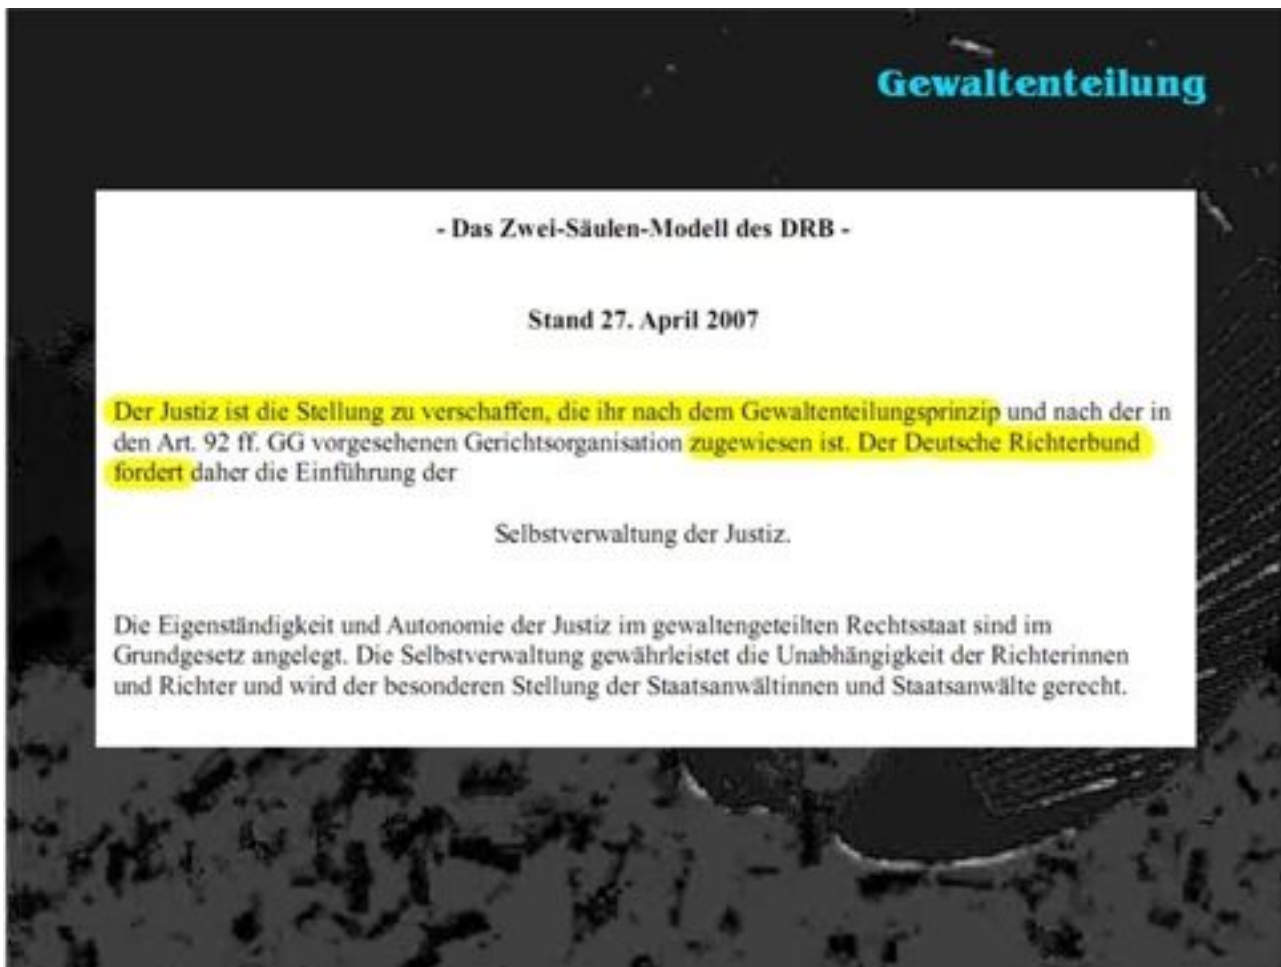 Gewaltenteilung
- Das Zwei-Säulen-Modell des DRB -
Stand 27. April 2007
Der Justiz ist die Stellung zu verschaffen, die ihr nach dem Gewaltenteilungsprinzip und nach der in
den Art. 92 ff. GG vorgesehenen Gerichtsorganisation zugewiesen ist. Der Deutsche Richterbund
fordert daher die Einführung der
Selbstverwaltung der Justiz.
Die Eigenständigkeit und Autonomie der Justiz im gewaltengeteilten Rechtsstaat sind im
Grundgesetz angelegt. Die Selbstverwaltung gewährleistet die Unabhängigkeit der Richterinnen
und Richter und wird der besonderen Stellung der Staatsanwältinnen und Staatsanwälte gerecht.